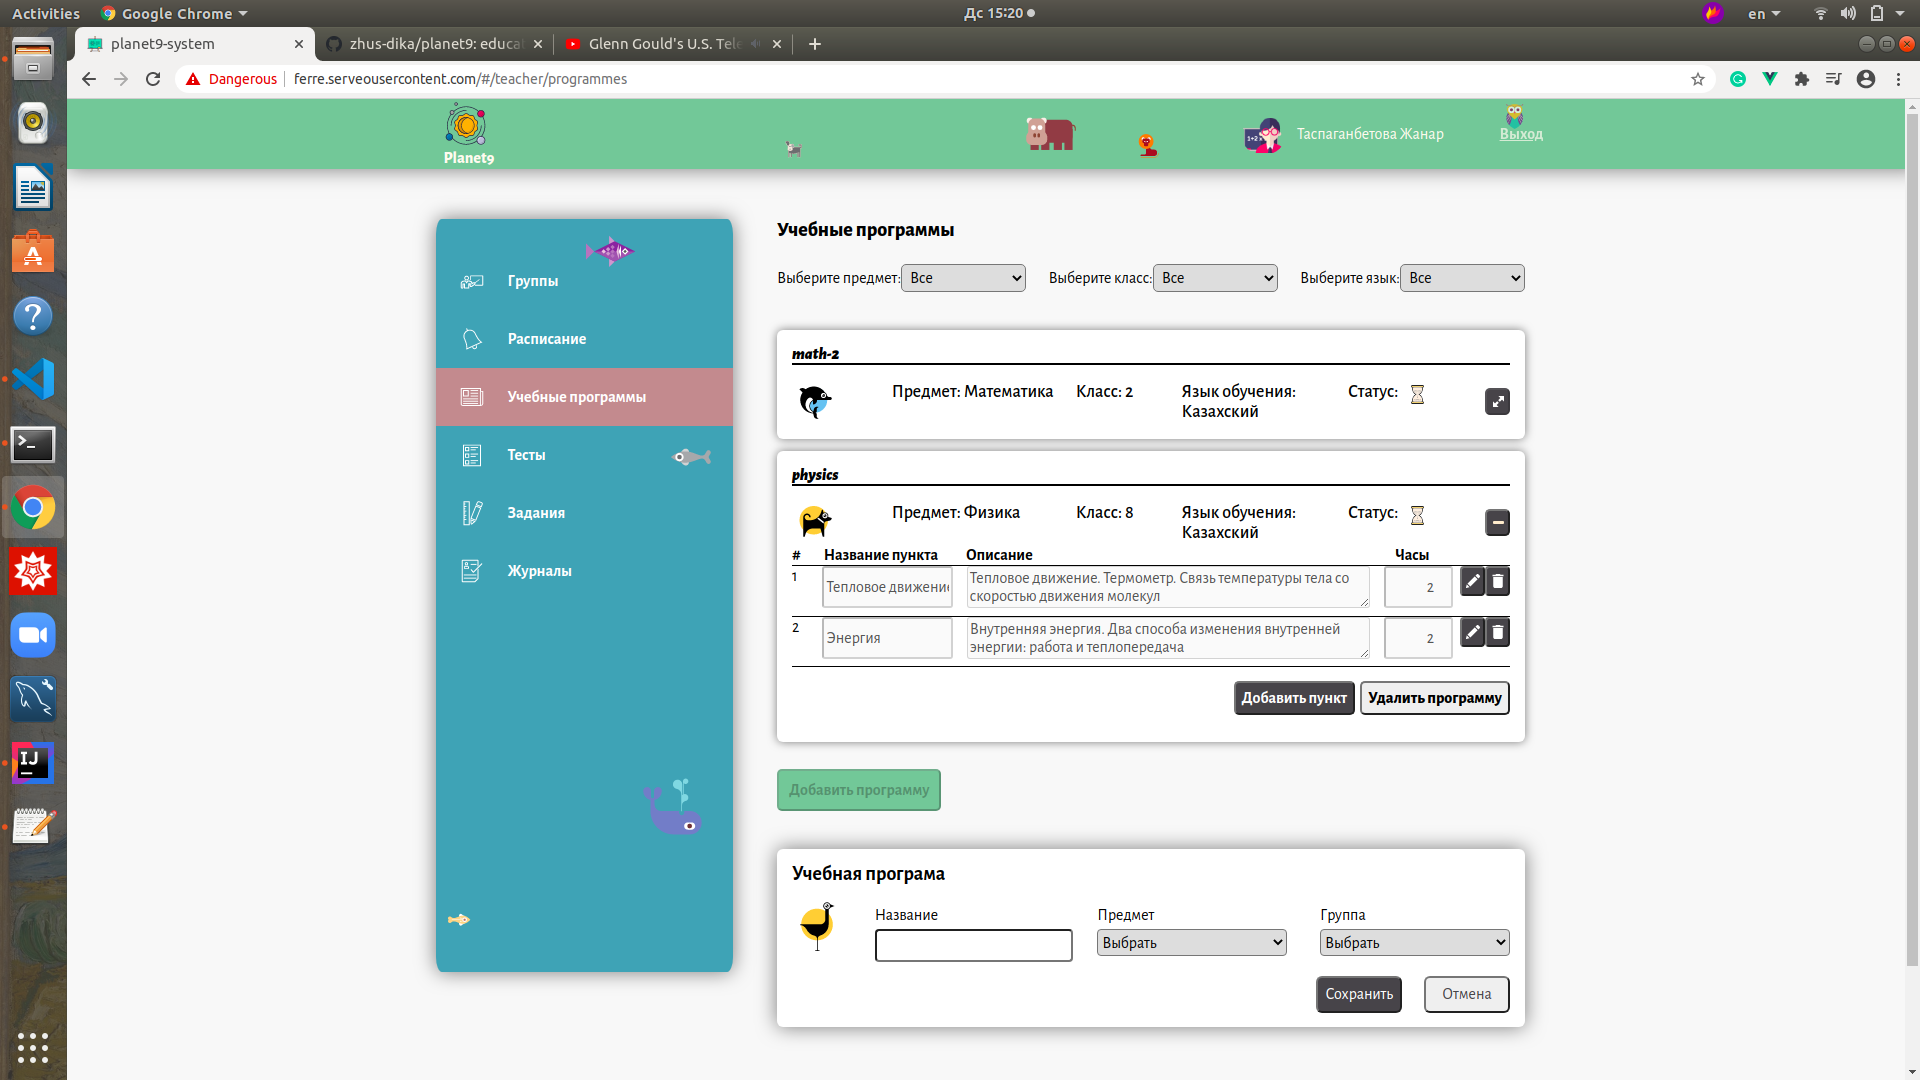 Activities
Google Chrome
Дс 15:20
en
planet9-system
zhus-dika/planet9: educa
Glenn Gould's U.S. Tele
Dangerous
ferre.serveousercontent.com/#/teacher/programmes
Planet9
1+2
Таспаганбетова Жанар
Выход
Группы
Расписание
Учебные программы
Тесты
Задания
Журналы
Учебные программы
Выберите предмет: Все
Выберите класс: Все
Выберите язык: Все
math-2
Предмет: Математика
Класс: 2
Язык обучения:
Казахский
Статус:
physics
Предмет: Физика
Класс: 8
Язык обучения:
Казахский
Статус:
# Название пункта Описание Часы
1
Тепловое движение
Тепловое движение. Термометр. Связь температуры тела со
скоростью движения молекул
2
2
Энергия
Внутренняя энергия. Два способа изменения внутренней
энергии: работа и теплопередача
2
Добавить пункт
Удалить программу
Добавить программу
Учебная програма
Название
Предмет
Выбрать
Группа
Выбрать
Сохранить
Отмена
IJ